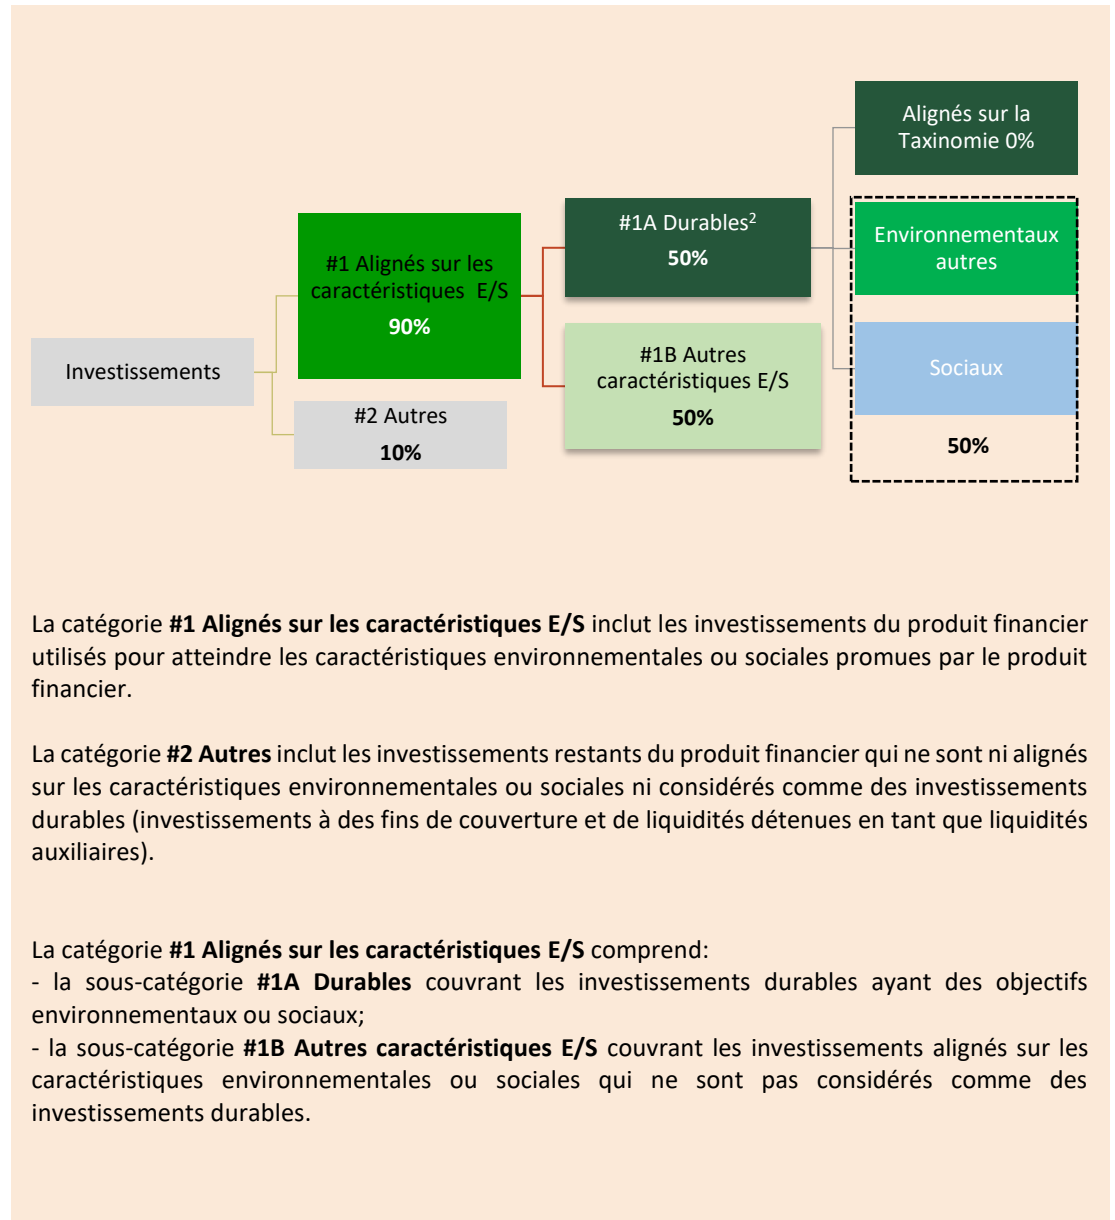 Alignés sur la
Taxinomie 0%
#1A Durables2
50%
Environnementaux
autres
#1 Alignés sur les
caractéristiques E/S
90%
Investissements
#1B Autres
caractéristiques E/S
50%
Sociaux
#2 Autres
10%
50%
La catégorie #1 Alignés sur les caractéristiques E/S inclut les investissements du produit financier
utilisés pour atteindre les caractéristiques environnementales ou sociales promues par le produit
financier.
La catégorie #2 Autres inclut les investissements restants du produit financier qui ne sont ni alignés
sur les caractéristiques environnementales ou sociales ni considérés comme des investissements
durables (investissements à des fins de couverture et de liquidités détenues en tant que liquidités
auxiliaires).
La catégorie #1 Alignés sur les caractéristiques E/S comprend:
- la sous-catégorie #1A Durables couvrant les investissements durables ayant des objectifs
environnementaux ou sociaux;
- la sous-catégorie #1B Autres caractéristiques E/S couvrant les investissements alignés sur les
caractéristiques environnementales ou sociales qui ne sont pas considérés comme des
investissements durables.